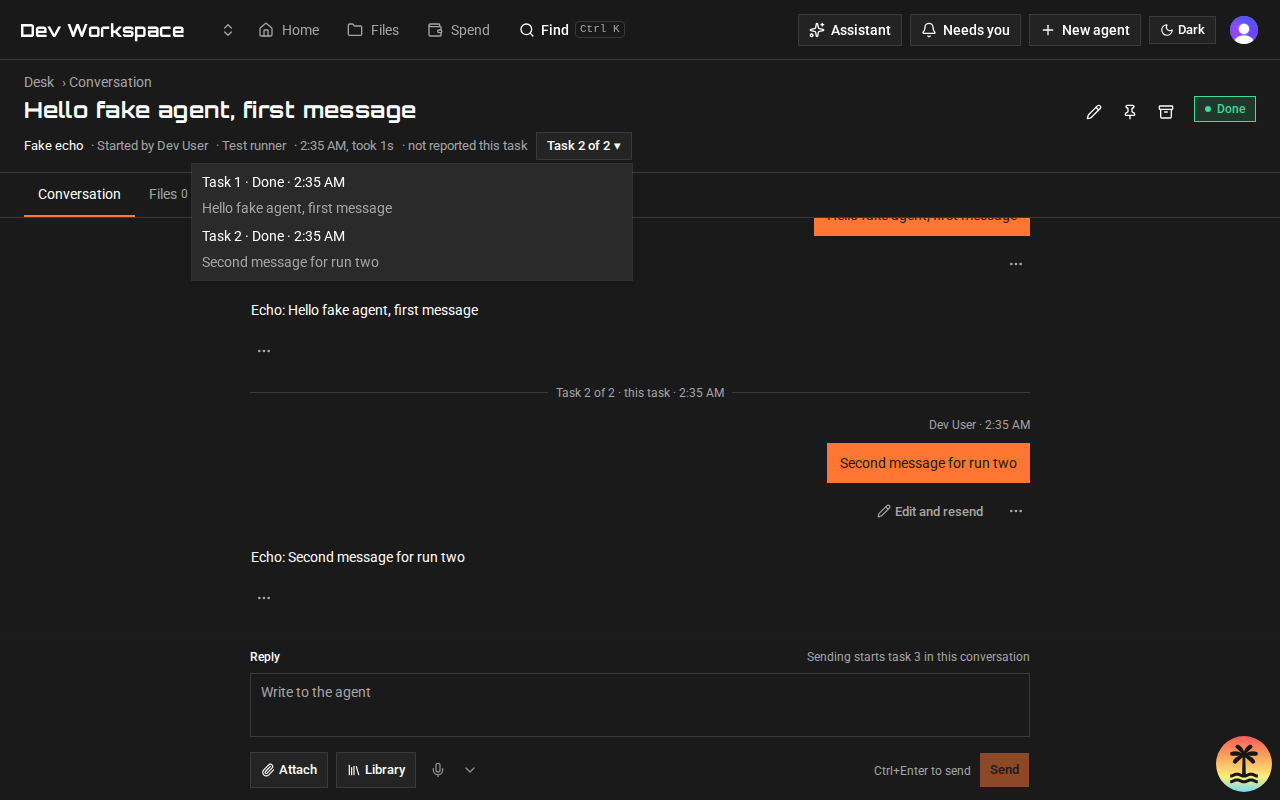 Dev Workspace
Home
Files
Spend
Find Ctrl K
Assistant
Needs you
New agent
Dark
Desk › Conversation
Hello fake agent, first message
Done
Fake echo · Started by Dev User · Test runner · 2:35 AM, took 1s · not reported this task
Task 2 of 2 ▾
Conversation
Files 0
Task 1 · Done · 2:35 AM
Hello fake agent, first message
Task 2 · Done · 2:35 AM
Second message for run two
Hello fake agent, first message
Echo: Hello fake agent, first message
Task 2 of 2 · this task · 2:35 AM
Dev User · 2:35 AM
Second message for run two
Edit and resend
Echo: Second message for run two
Reply
Sending starts task 3 in this conversation
Write to the agent
Attach
Library
Ctrl+Enter to send
Send